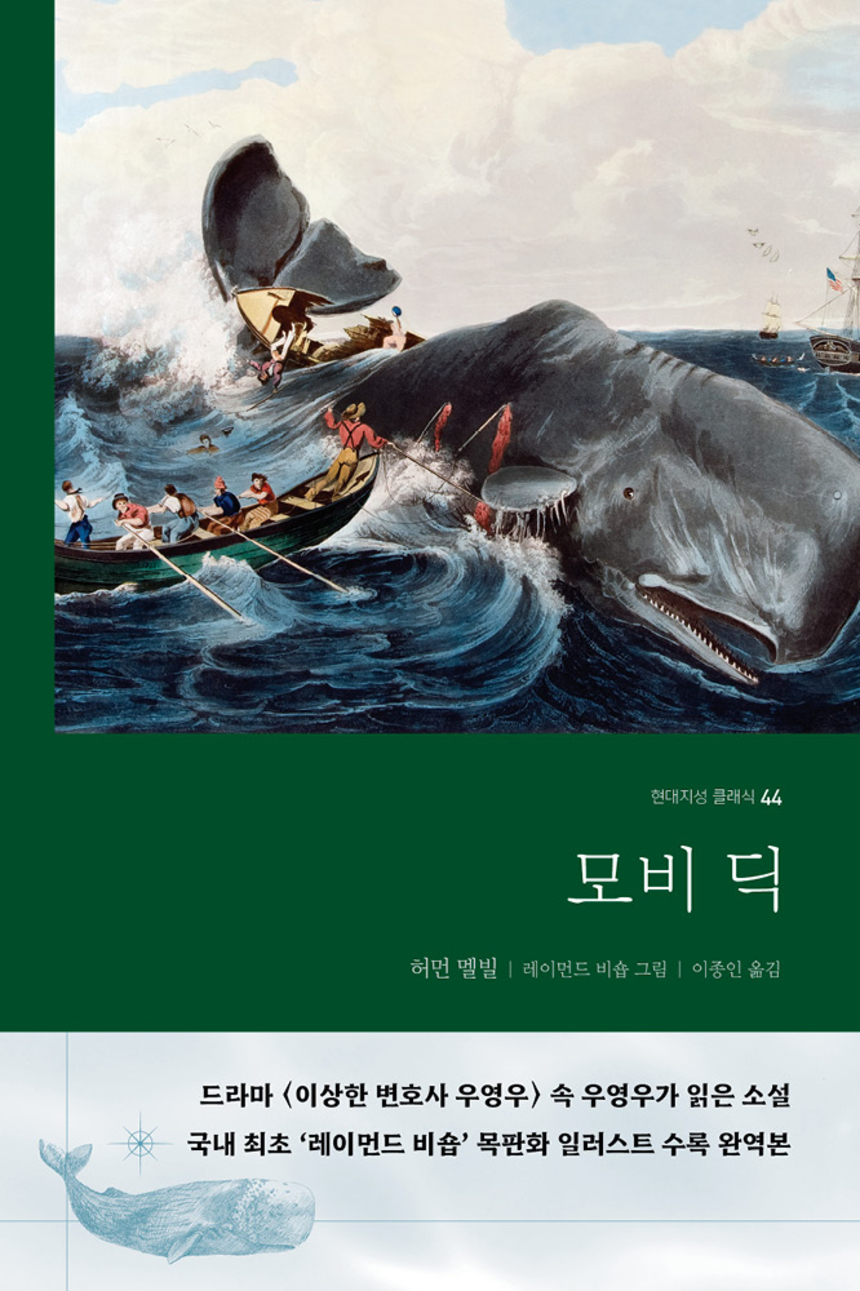 현대지성 클래식 44
모비 딕
허먼 멜빌 | 레이먼드 비숍 그림 | 이종인 옮김
드라마 〈이상한 변호사 우영우〉 속 우영우가 읽은 소설
국내 최초 ‘레이먼드 비숍’ 목판화 일러스트 수록 완역본